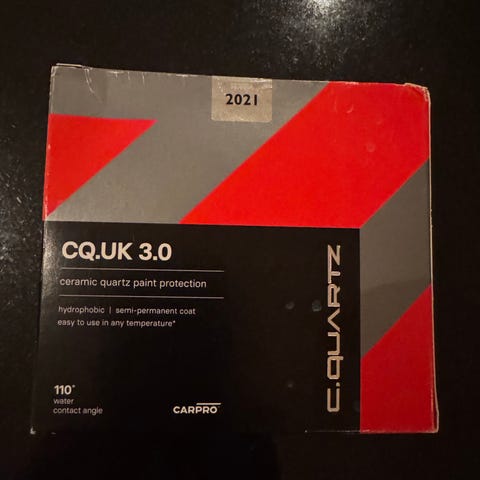 2021
CQ.UK 3.0
ceramic quartz paint protection
hydrophobic | semi-permanent coat
easy to use in any temperature*
C.QUARTZ
110°
water
contact angle
CARPRO